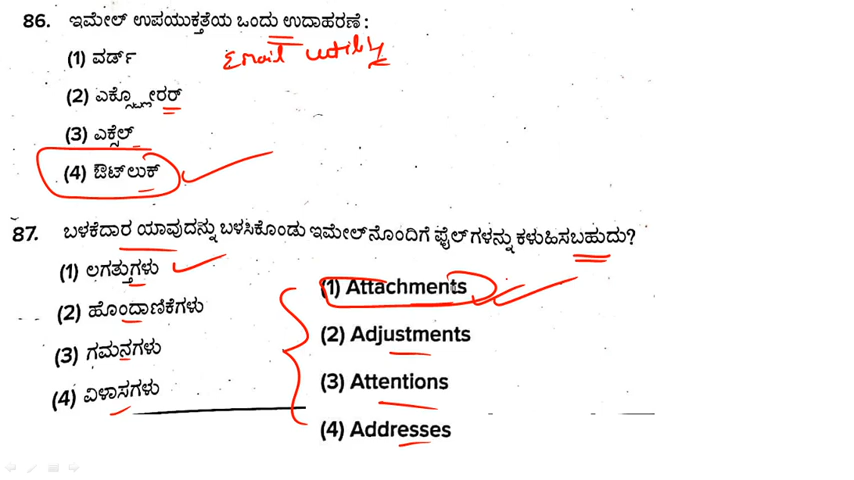 86. ಇಮೇಲ್ ಉಪಯುಕ್ತತೆಯ ಒಂದು ಉದಾಹರಣೆ :
Email utility
(1) ವರ್ಡ್
(2) ಎಕ್ಸ್‌ಪ್ಲೋರರ್
(3) ಎಕ್ಸೆಲ್
(4) ಔಟ್‌ಲುಕ್
87. ಬಳಕೆದಾರ ಯಾವುದನ್ನು ಬಳಸಿಕೊಂಡು ಇಮೇಲ್‌ನೊಂದಿಗೆ ಫೈಲ್‌ಗಳನ್ನು ಕಳುಹಿಸಬಹುದು?
(1) ಲಗತ್ತುಗಳು
(2) ಹೊಂದಾಣಿಕೆಗಳು
(3) ಗಮನಗಳು
(4) ವಿಳಾಸಗಳು
(1) Attachments
(2) Adjustments
(3) Attentions
(4) Addresses